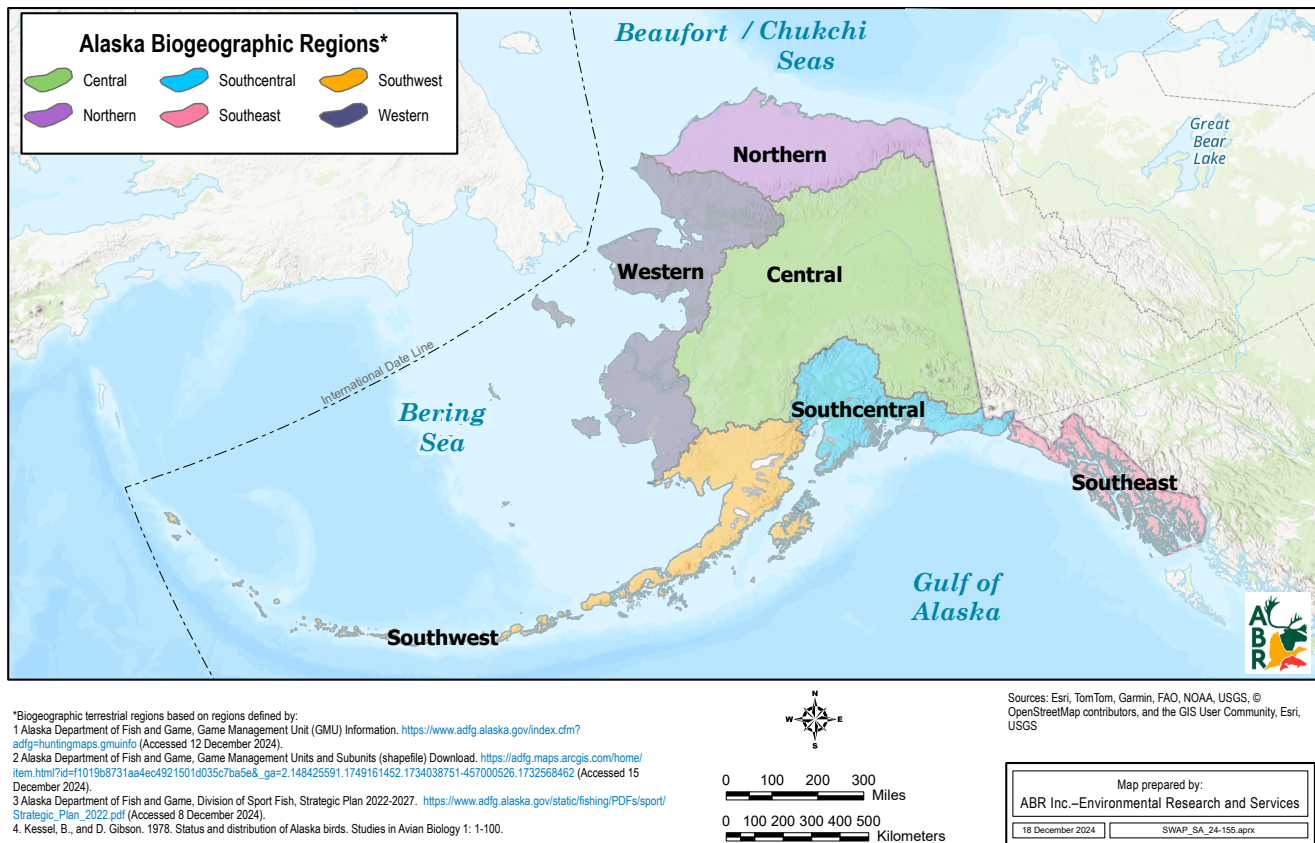 Alaska Biogeographic Regions*
Central
Southcentral
Southwest
Northern
Southeast
Western
Beaufort / Chukchi
Seas
Great
Bear
Lake
Northern
Western
Central
International Date Line
Bering
Sea
Southcentral
Southeast
Gulf of
Alaska
Southwest
A
B
R
*Biogeographic terrestrial regions based on regions defined by:
1 Alaska Department of Fish and Game, Game Management Unit (GMU) Information. https://www.adfg.alaska.gov/index.cfm?
adfg=huntingmaps.gmuinfo (Accessed 12 December 2024).
2 Alaska Department of Fish and Game, Game Management Units and Subunits (shapefile) Download. https://adfg.maps.arcgis.com/home/
item.html?id=f1019b8731aa4ec4921501d035c7ba5e&_ga=2.148425591.1749161452.1734038751-457000526.1732568462 (Accessed 15
December 2024).
3 Alaska Department of Fish and Game, Division of Sport Fish, Strategic Plan 2022-2027. https://www.adfg.alaska.gov/static/fishing/PDFs/sport/
Strategic_Plan_2022.pdf (Accessed 8 December 2024).
4. Kessel, B., and D. Gibson. 1978. Status and distribution of Alaska birds. Studies in Avian Biology 1: 1-100.
N
W E
S
0 100 200 300
Miles
0 100 200 300 400 500
Kilometers
Sources: Esri, TomTom, Garmin, FAO, NOAA, USGS, ©
OpenStreetMap contributors, and the GIS User Community, Esri,
USGS
Map prepared by:
ABR Inc.–Environmental Research and Services
18 December 2024
SWAP_SA_24-155.aprx